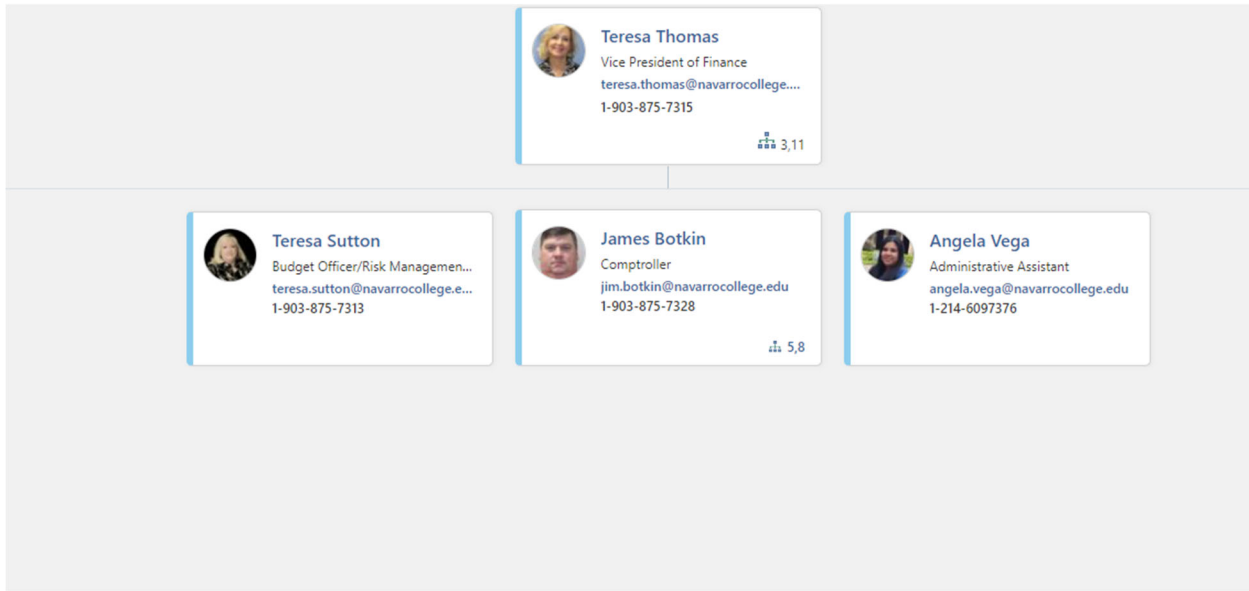 Teresa Thomas
Vice President of Finance
teresa.thomas@navarrocollege....
1-903-875-7315
3,11
Teresa Sutton
Budget Officer/Risk Managemen...
teresa.sutton@navarrocollege.e...
1-903-875-7313
James Botkin
Comptroller
jim.botkin@navarrocollege.edu
1-903-875-7328
5,8
Angela Vega
Administrative Assistant
angela.vega@navarrocollege.edu
1-214-6097376